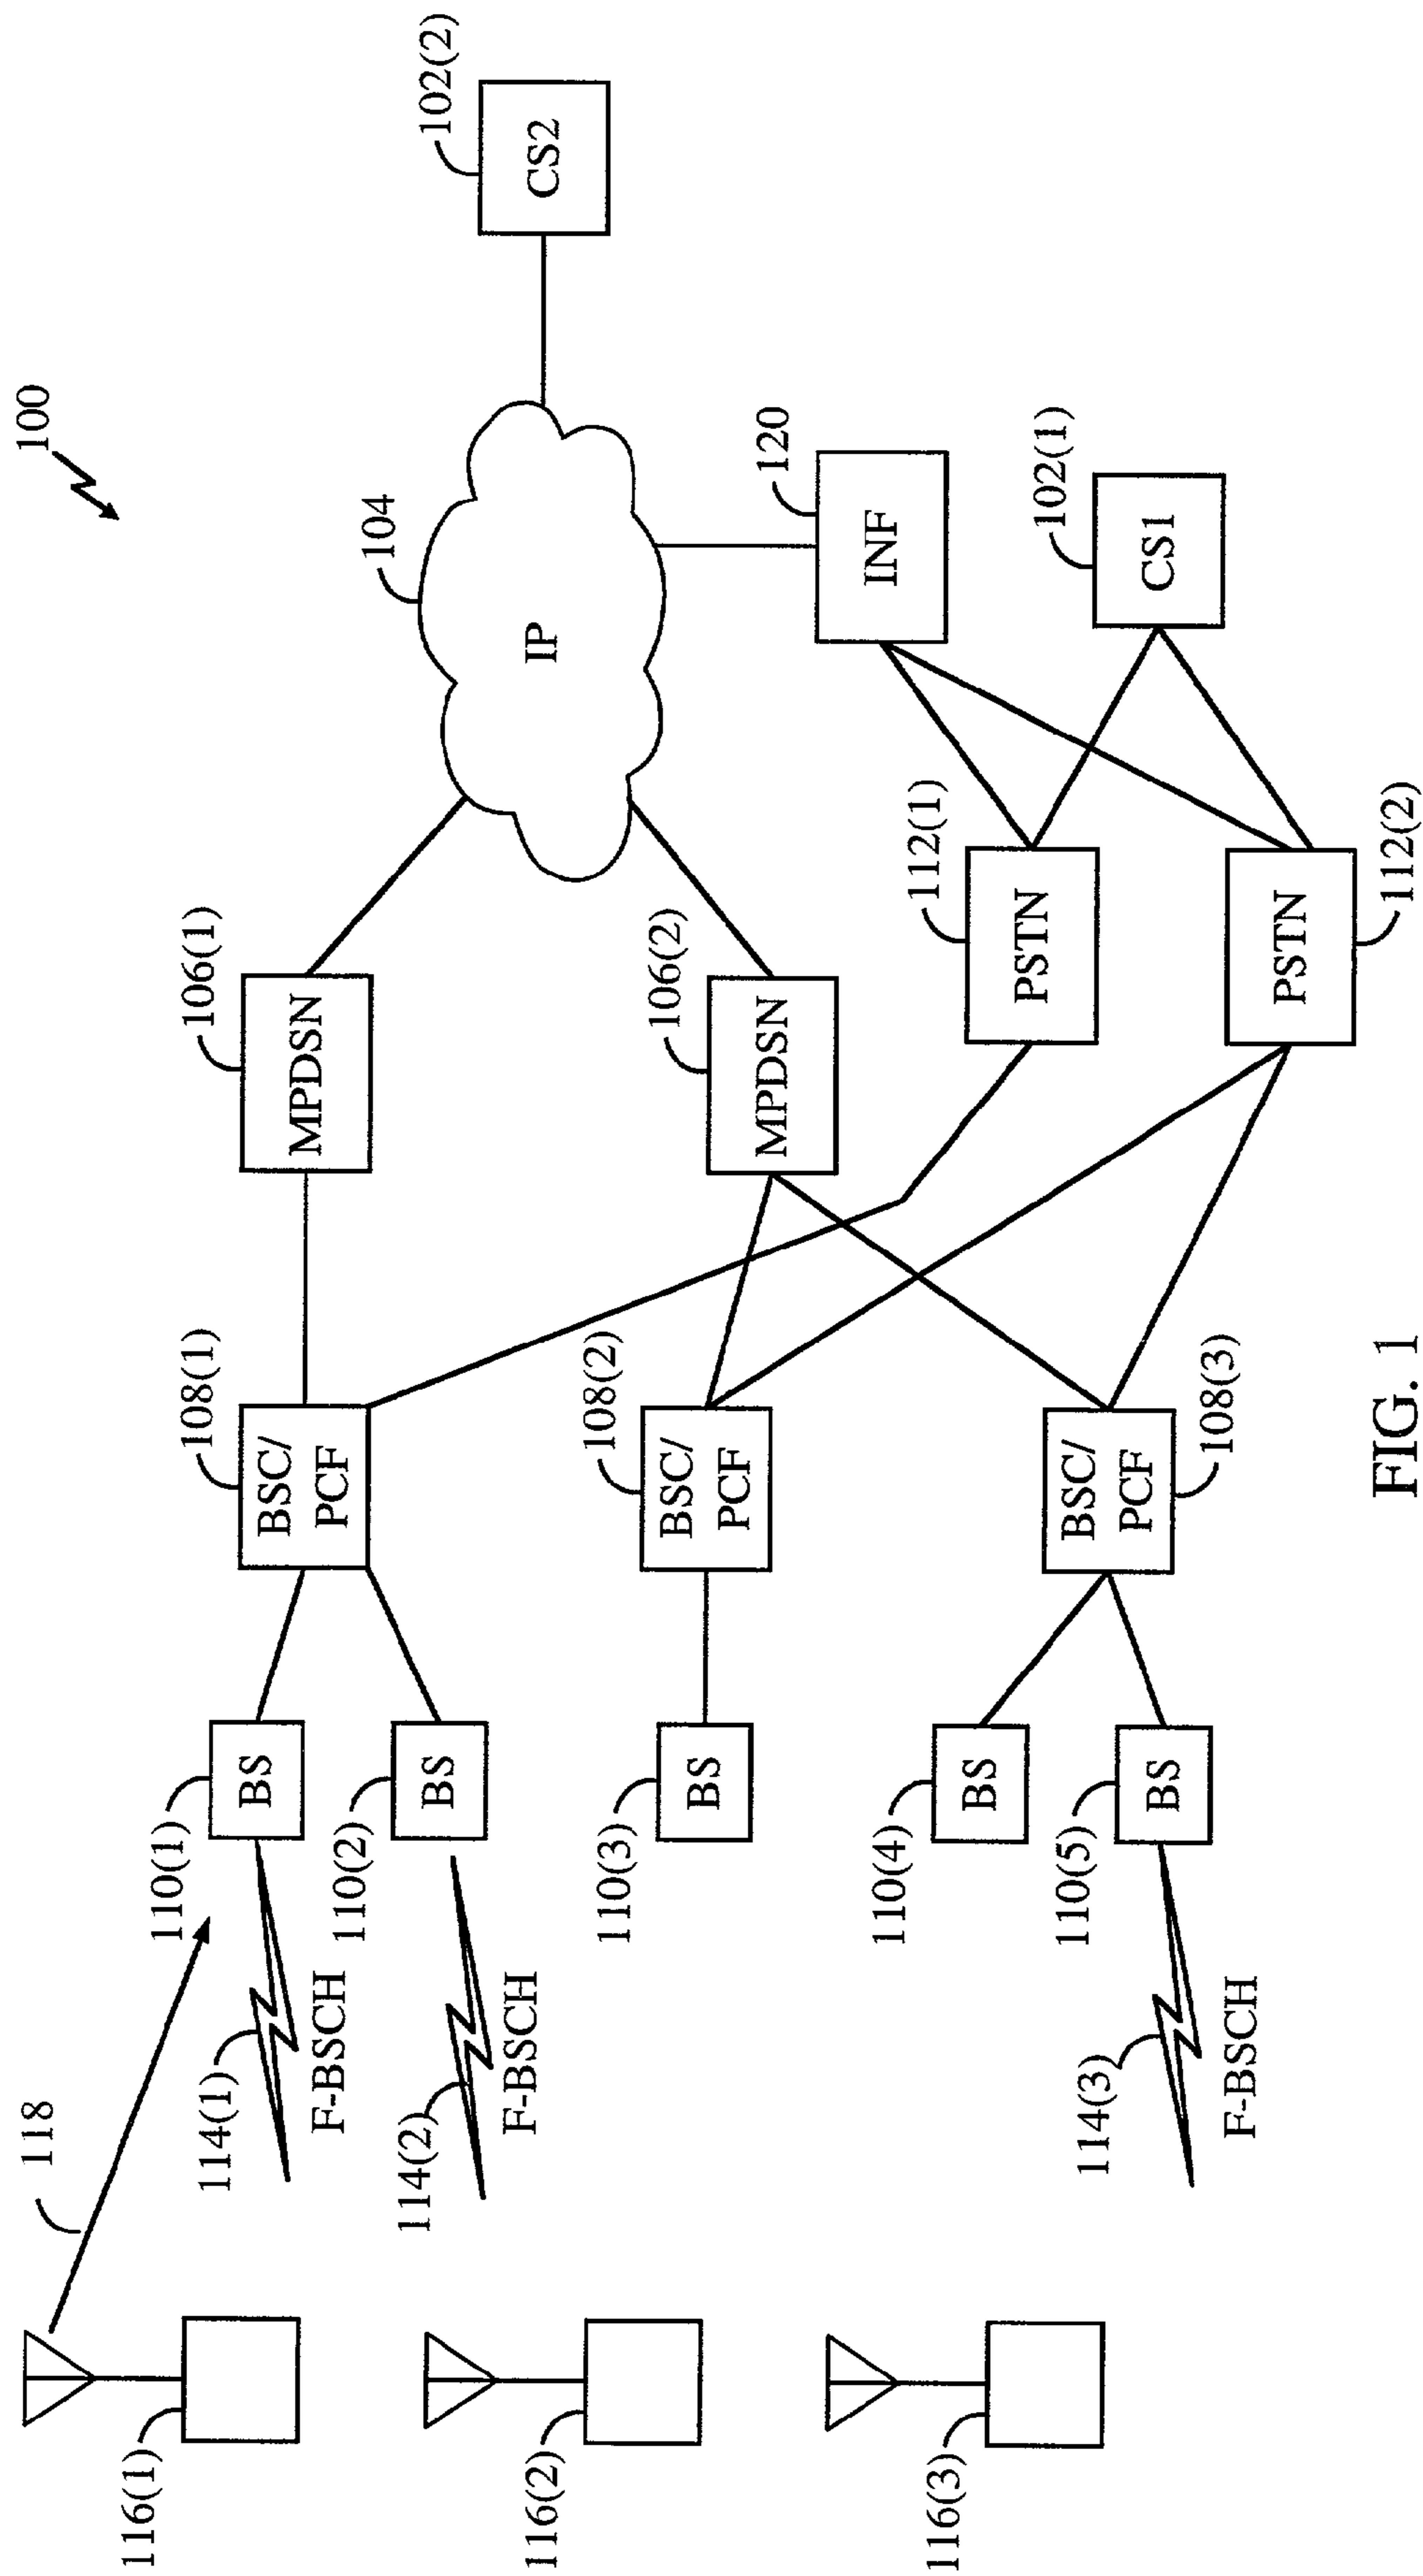 100
102(2)
CS2
104
IP
120
INF
102(1)
CS1
106(1)
MPDSN
106(2)
MPDSN
112(1)
PSTN
112(2)
PSTN
108(1)
BSC/
PCF
108(2)
BSC/
PCF
108(3)
BSC/
PCF
110(1)
BS
110(2)
BS
110(3)
BS
110(4)
BS
110(5)
BS
118
114(1)
F-BSCH
114(2)
F-BSCH
114(3)
F-BSCH
116(1)
116(2)
116(3)
FIG. 1